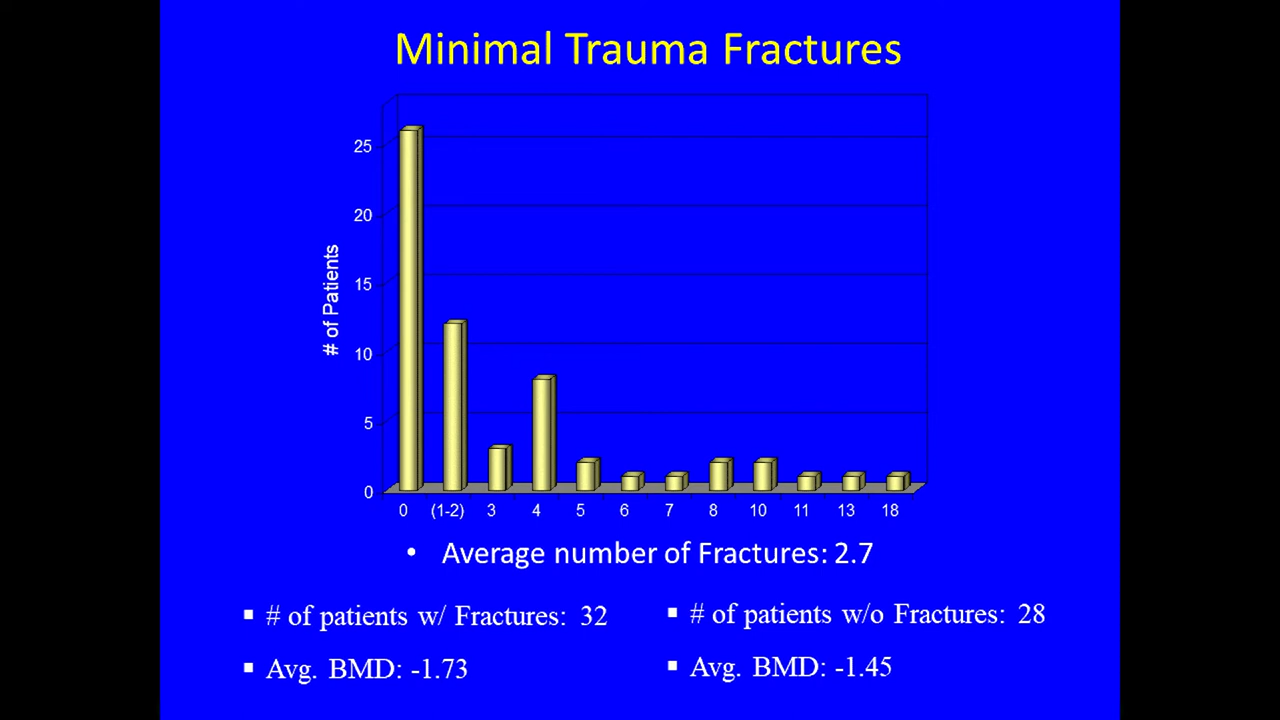 Minimal Trauma Fractures
# of Patients
25
20
15
10
5
0
0 (1-2) 3 4 5 6 7 8 10 11 13 18
• Average number of Fractures: 2.7
▪ # of patients w/ Fractures: 32
▪ Avg. BMD: -1.73
▪ # of patients w/o Fractures: 28
▪ Avg. BMD: -1.45